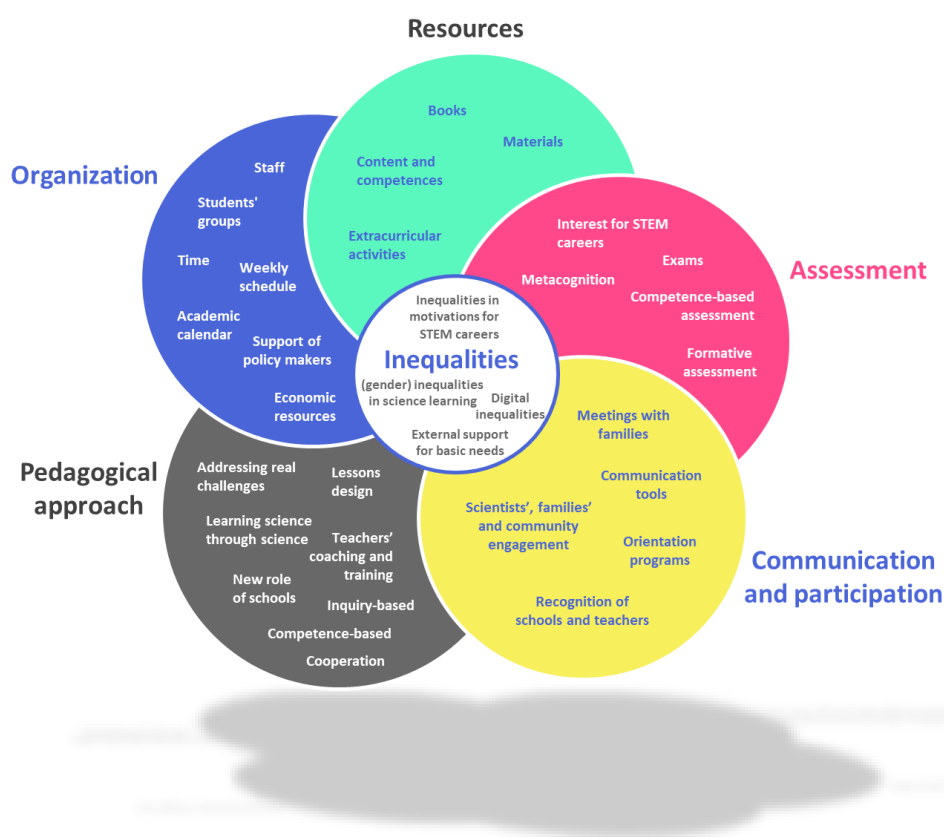 Resources
Books
Materials
Content and
competences
Extracurricular
activities
Organization
Staff
Students'
groups
Time
Weekly
schedule
Academic
calendar
Support of
policy makers
Economic
resources
Assessment
Interest for STEM
careers
Exams
Metacognition
Competence-based
assessment
Formative
assessment
Inequalities in
motivations for
STEM careers
Inequalities
(gender) inequalities
in science learning
Digital
inequalities
External support
for basic needs
Pedagogical
approach
Addressing real
challenges
Lessons
design
Learning science
through science
Teachers’
coaching and
training
New role
of schools
Inquiry-based
Competence-based
Cooperation
Communication
and participation
Meetings with
families
Communication
tools
Scientists’, families’
and community
engagement
Orientation
programs
Recognition of
schools and teachers